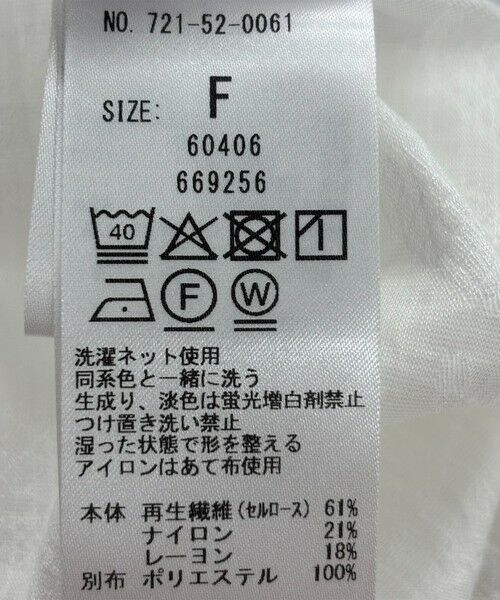 NO. 721-52-0061
SIZE: F
60406
669256
40
F W
洗濯ネット使用
同系色と一緒に洗う
生成り、淡色は蛍光増白剤禁止
つけ置き洗い禁止
湿った状態で形を整える
アイロンはあて布使用
本体 再生繊維(セルロース) 61%
ナイロン 21%
レーヨン 18%
別布 ポリエステル 100%